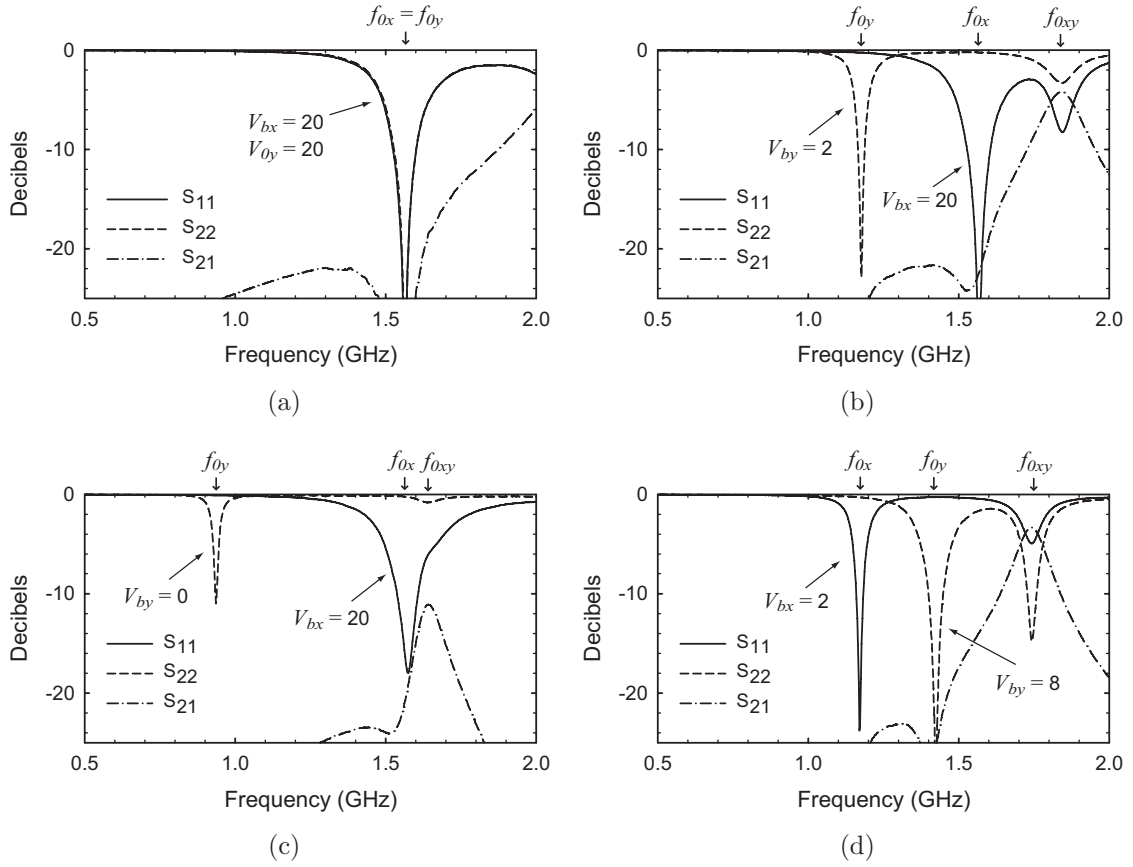 f0x = f0y
0
-10
-20
Decibels
Vbx = 20
V0y = 20
S11
S22
S21
0.5 1.0 1.5 2.0
Frequency (GHz)
(a)
f0y f0x f0xy
0
-10
-20
Decibels
Vby = 2
Vbx = 20
S11
S22
S21
0.5 1.0 1.5 2.0
Frequency (GHz)
(b)
f0y f0x f0xy
0
-10
-20
Decibels
Vby = 0
Vbx = 20
S11
S22
S21
0.5 1.0 1.5 2.0
Frequency (GHz)
(c)
f0x f0y f0xy
0
-10
-20
Decibels
Vbx = 2
Vby = 8
S11
S22
S21
0.5 1.0 1.5 2.0
Frequency (GHz)
(d)